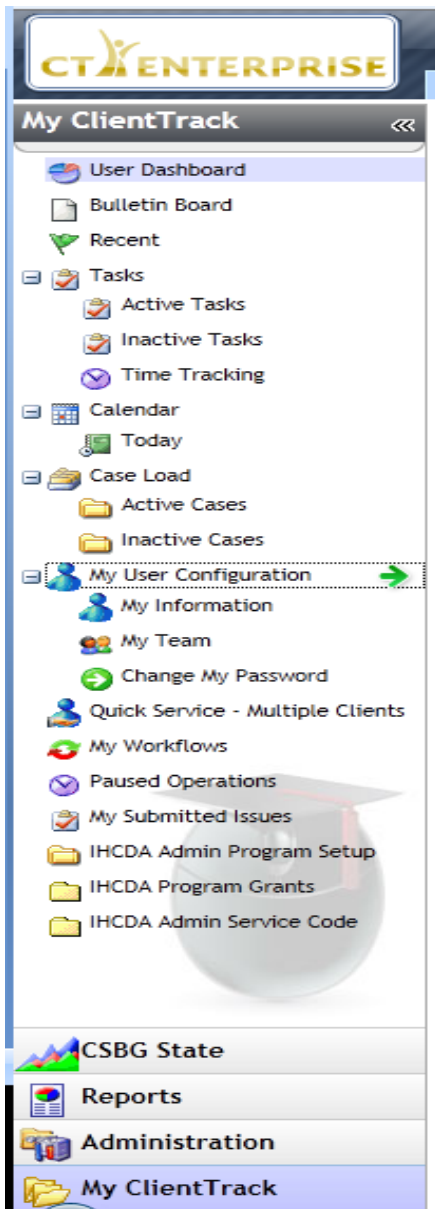 CT ENTERPRISE
My ClientTrack
User Dashboard
Bulletin Board
Recent
Tasks
Active Tasks
Inactive Tasks
Time Tracking
Calendar
Today
Case Load
Active Cases
Inactive Cases
My User Configuration
My Information
My Team
Change My Password
Quick Service - Multiple Clients
My Workflows
Paused Operations
My Submitted Issues
IHCDA Admin Program Setup
IHCDA Program Grants
IHCDA Admin Service Code
CSBG State
Reports
Administration
My ClientTrack